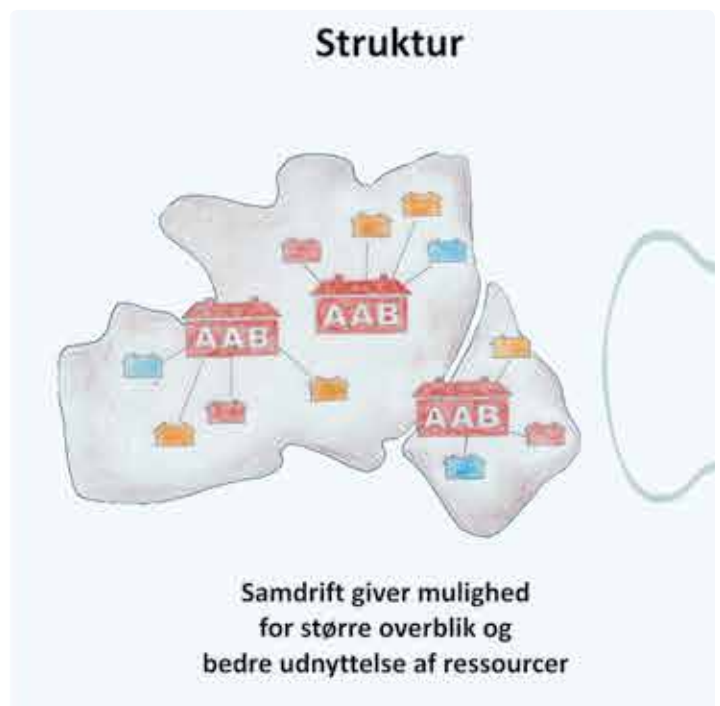 Struktur
AAB
AAB
AAB
Samdrift giver mulighed
for større overblik og
bedre udnyttelse af ressourcer